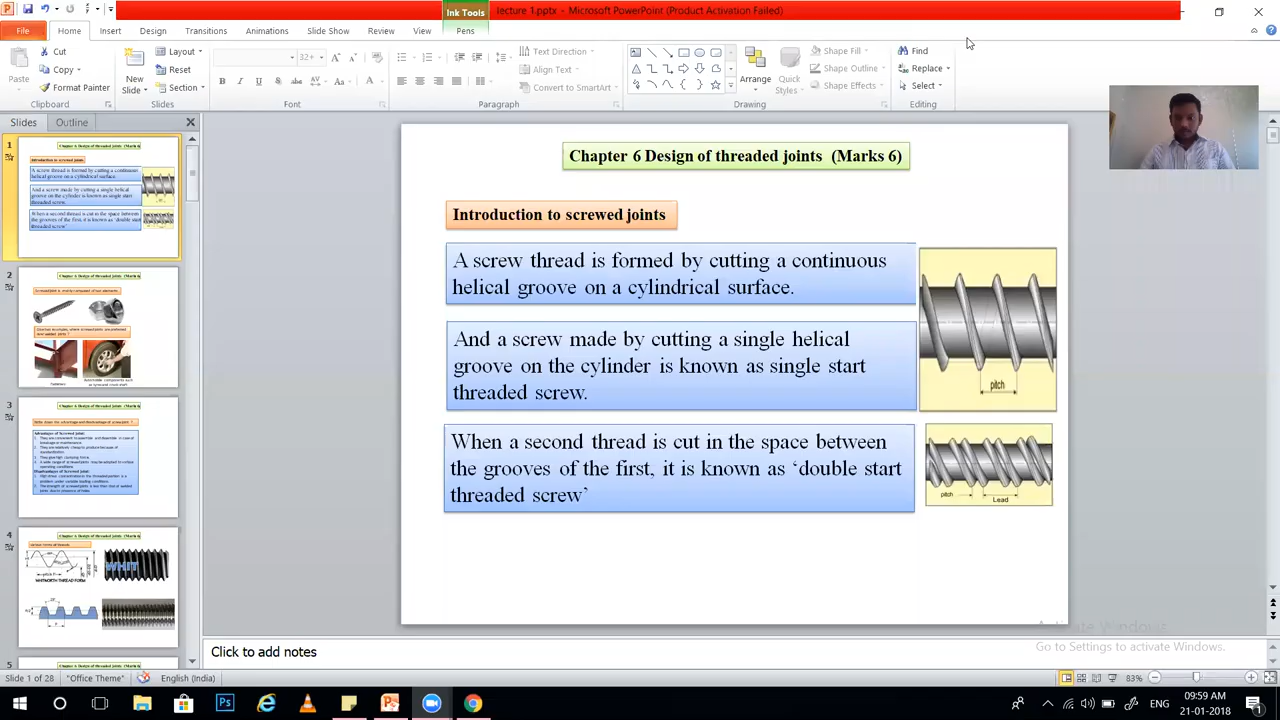 Ink Tools
lecture 1.pptx - Microsoft PowerPoint (Product Activation Failed)
File Home Insert Design Transitions Animations Slide Show Review View Pens
Paste
Cut
Copy
Format Painter
Clipboard
New Slide
Layout
Reset
Section
Slides
32+
Font
Text Direction
Align Text
Convert to SmartArt
Paragraph
Arrange
Quick Styles
Shape Fill
Shape Outline
Shape Effects
Drawing
Find
Replace
Select
Editing
Slides Outline
1
2
3
4
5
Chapter 6 Design of threaded joints (Marks 6)
Introduction to screwed joints
A screw thread is formed by cutting a continuous
helical groove on a cylindrical surface.
And a screw made by cutting a single helical
groove on the cylinder is known as single start
threaded screw.
pitch
When a second thread is cut in the space between
the grooves of the first, it is known as ‘double start
threaded screw’
pitch
Lead
Activate Windows
Go to Settings to activate Windows.
Click to add notes
Slide 1 of 28 "Office Theme" English (India) 83%
ENG
09:59 AM
21-01-2018